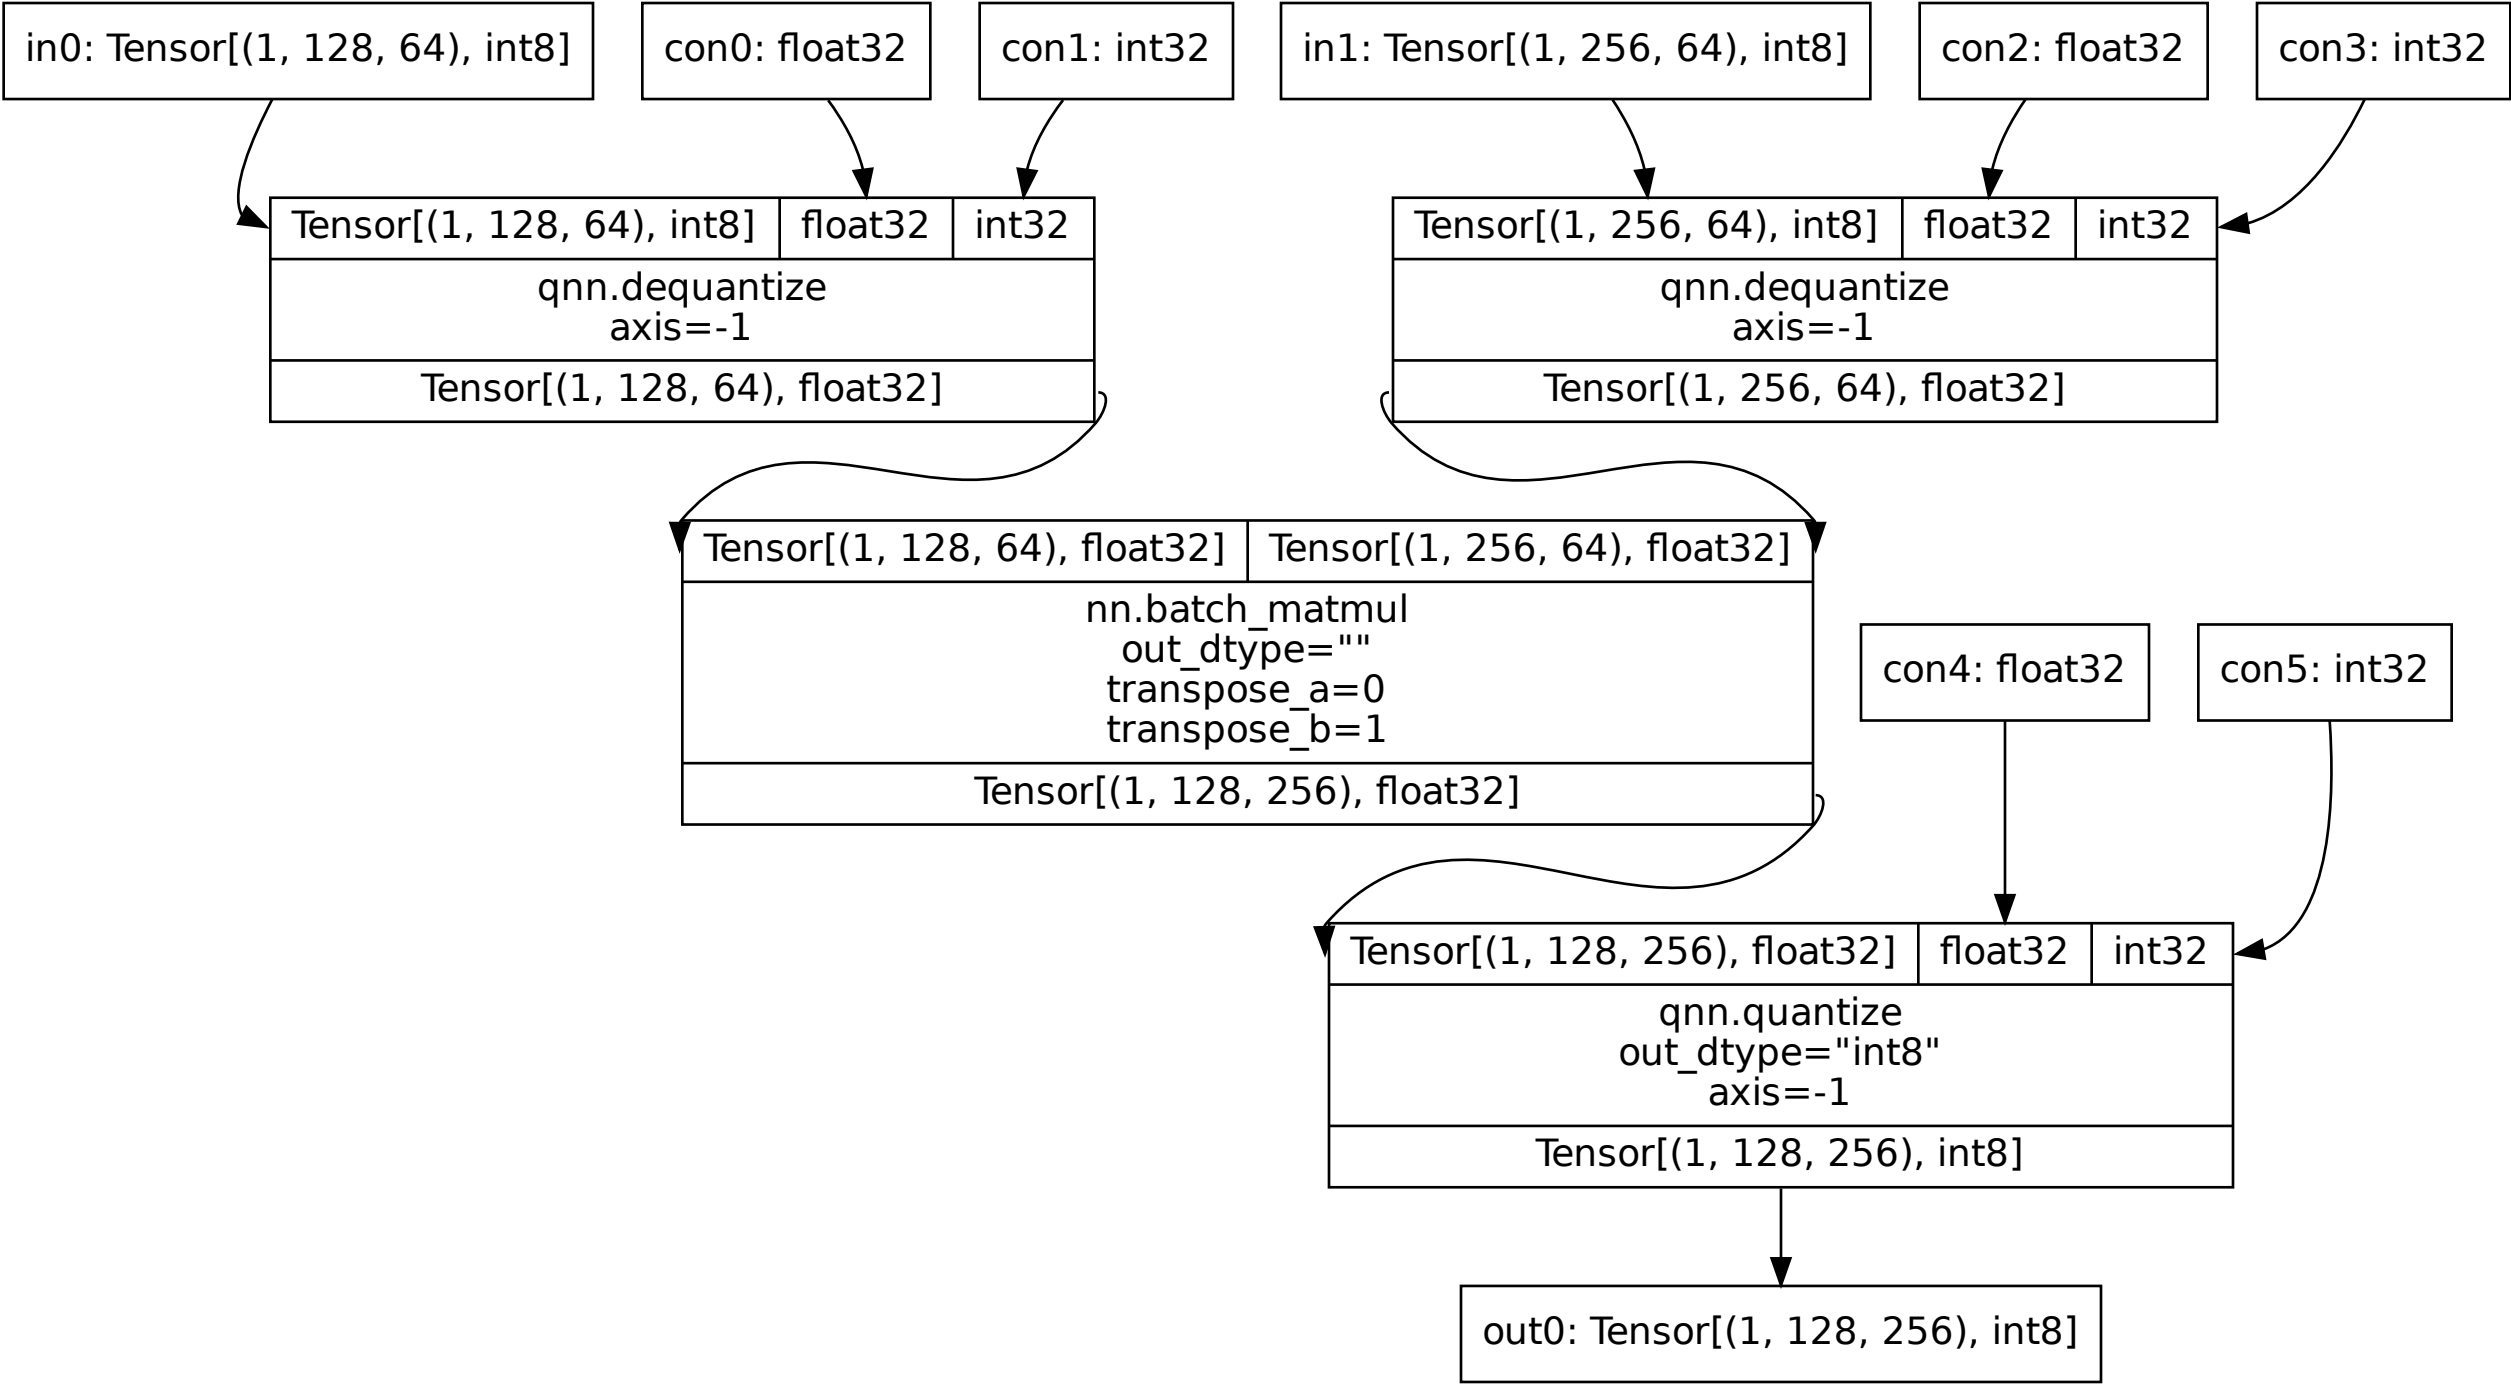 in0: Tensor[(1, 128, 64), int8]
con0: float32
con1: int32
in1: Tensor[(1, 256, 64), int8]
con2: float32
con3: int32
Tensor[(1, 128, 64), int8]
float32
int32
qnn.dequantize
axis=-1
Tensor[(1, 128, 64), float32]
Tensor[(1, 256, 64), int8]
float32
int32
qnn.dequantize
axis=-1
Tensor[(1, 256, 64), float32]
Tensor[(1, 128, 64), float32]
Tensor[(1, 256, 64), float32]
nn.batch_matmul
out_dtype=""
transpose_a=0
transpose_b=1
Tensor[(1, 128, 256), float32]
con4: float32
con5: int32
Tensor[(1, 128, 256), float32]
float32
int32
qnn.quantize
out_dtype="int8"
axis=-1
Tensor[(1, 128, 256), int8]
out0: Tensor[(1, 128, 256), int8]